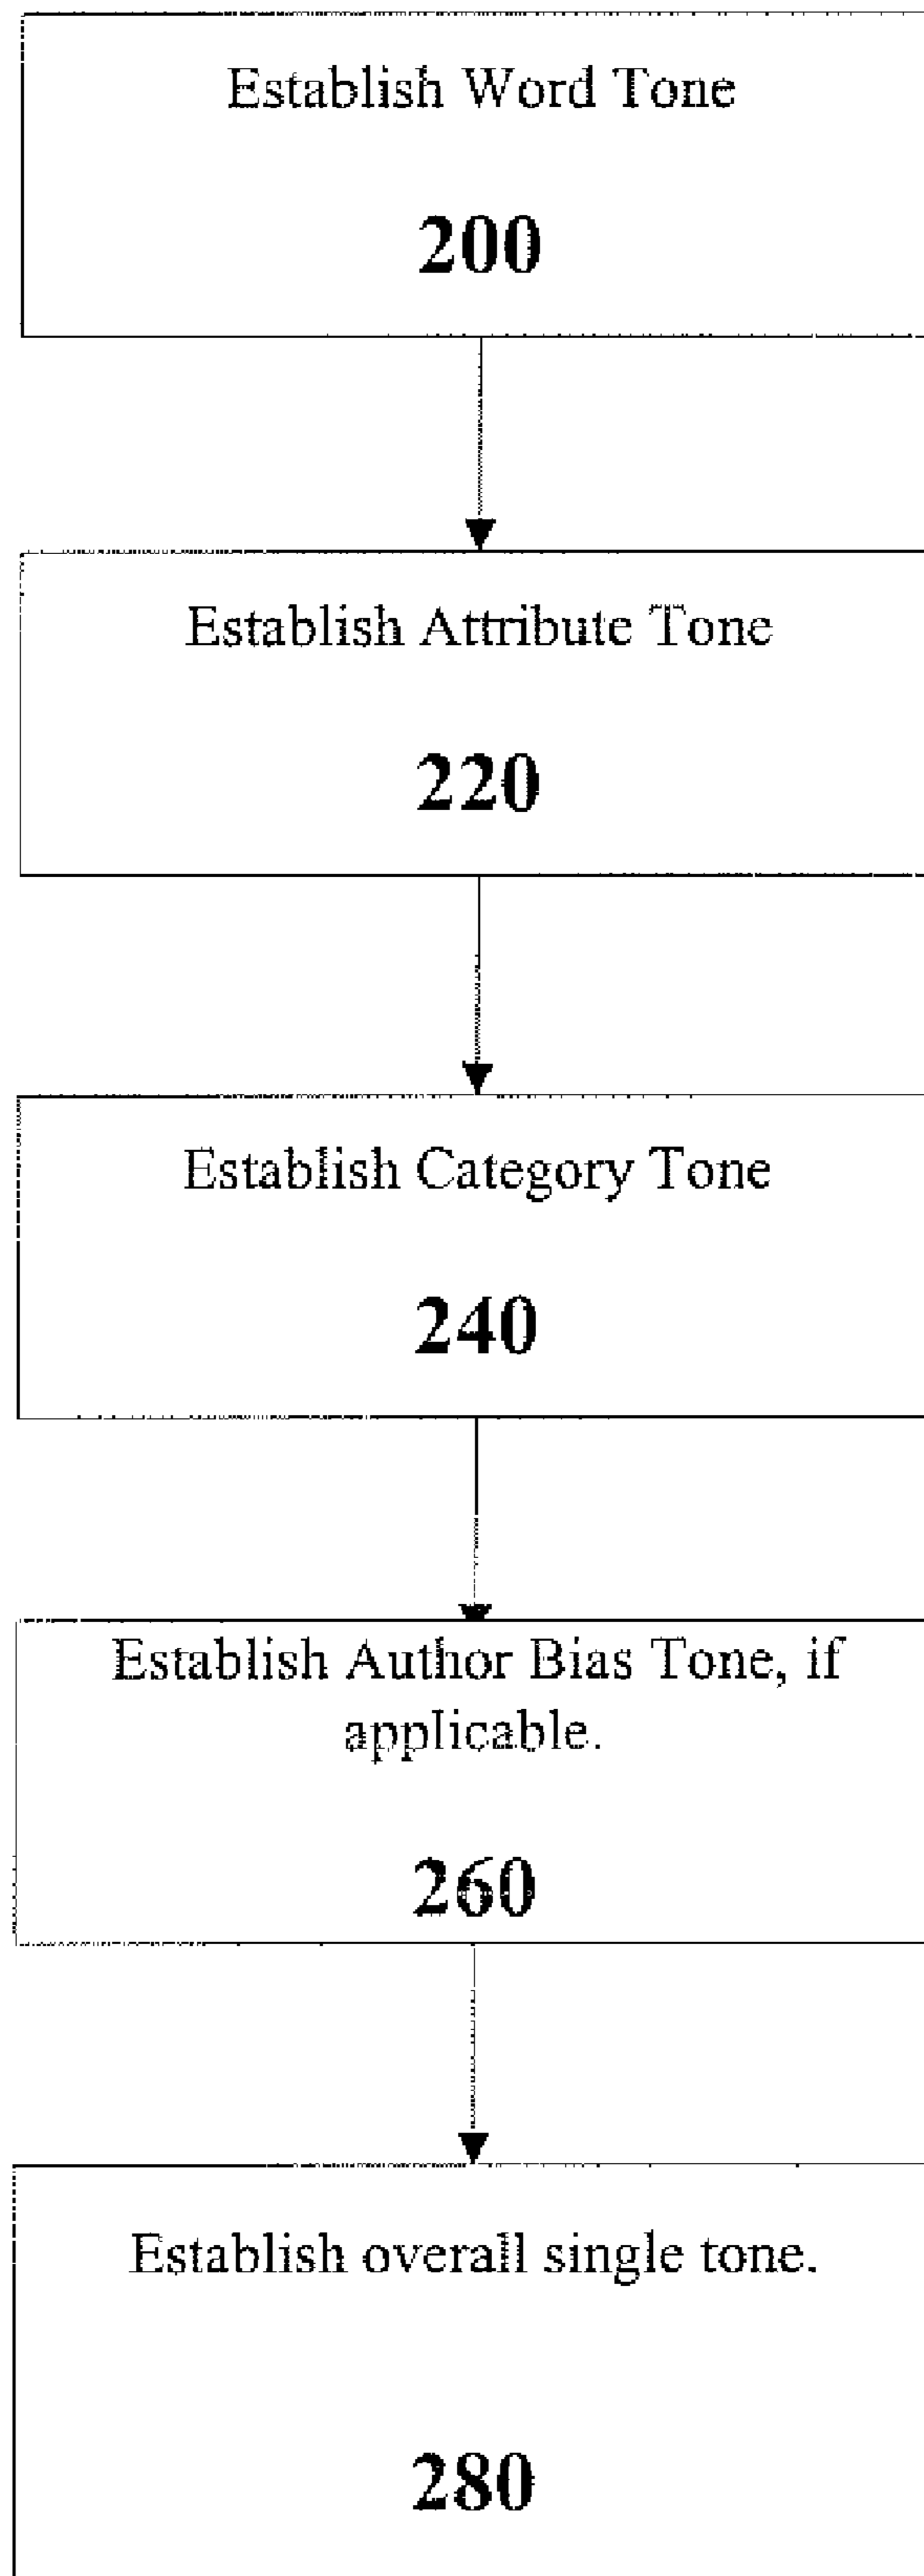 Establish Word Tone
200
Establish Attribute Tone
220
Establish Category Tone
240
Establish Author Bias Tone, if
applicable.
260
Establish overall single tone.
280